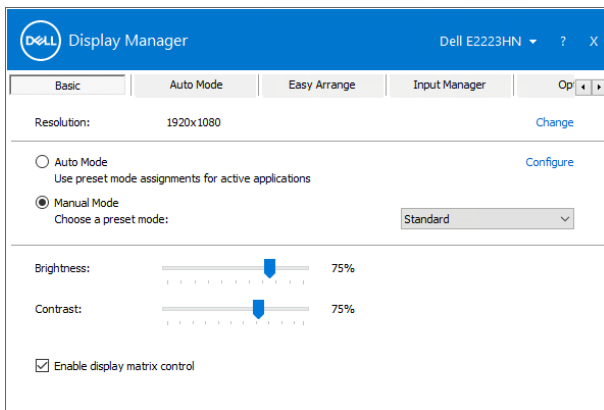 DELL Display Manager Dell E2223HN ? X
Basic Auto Mode Easy Arrange Input Manager Op
Resolution: 1920x1080 Change
Auto Mode Configure
Use preset mode assignments for active applications
Manual Mode
Choose a preset mode: Standard
Brightness: 75%
Contrast: 75%
Enable display matrix control